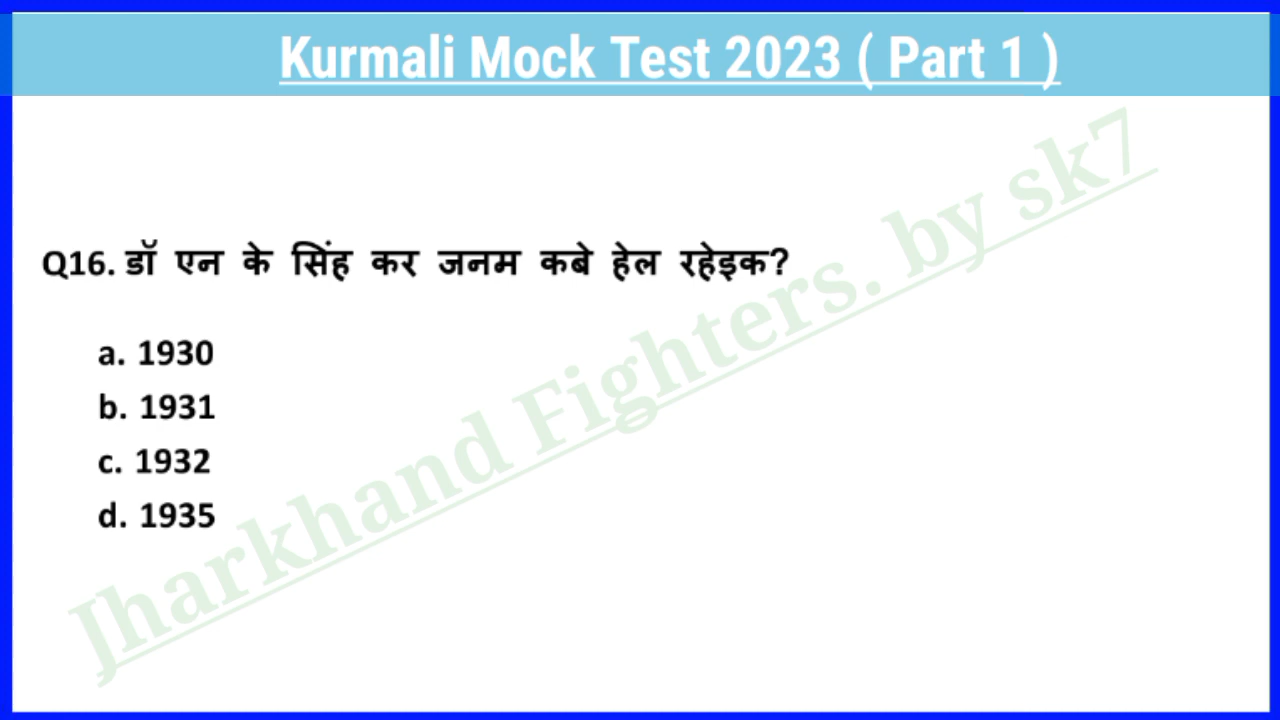 Kurmali Mock Test 2023 ( Part 1 )
Jharkhand Fighters. by sk7
Q16. डॉ एन के सिंह कर जनम कबे हेल रहेइक?
a. 1930
b. 1931
c. 1932
d. 1935